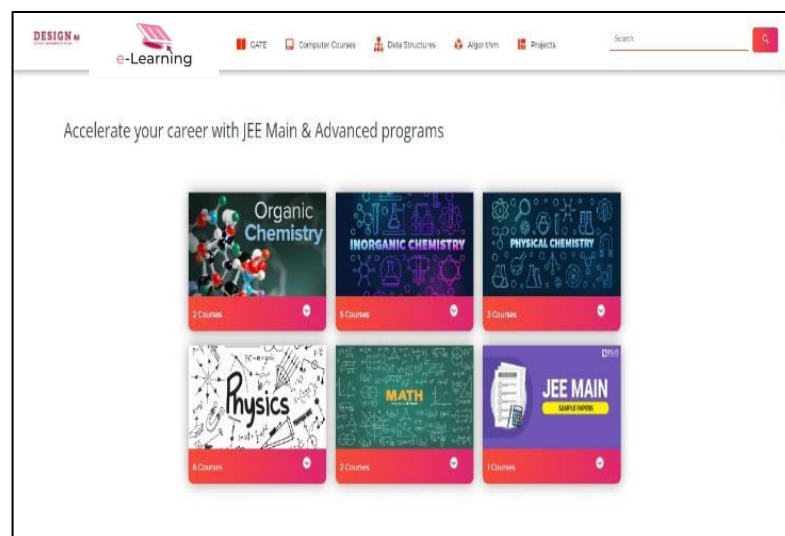 DESIGN
e-Learning
GATE
Computer Courses
Data Structures
Algorithm
Projects
Search
Accelerate your career with JEE Main & Advanced programs
Organic
Chemistry
INORGANIC CHEMISTRY
PHYSICAL CHEMISTRY
2 Courses
5 Courses
3 Courses
Physics
MATH
JEE MAIN
SAMPLE PAPERS
6 Courses
2 Courses
1 Courses